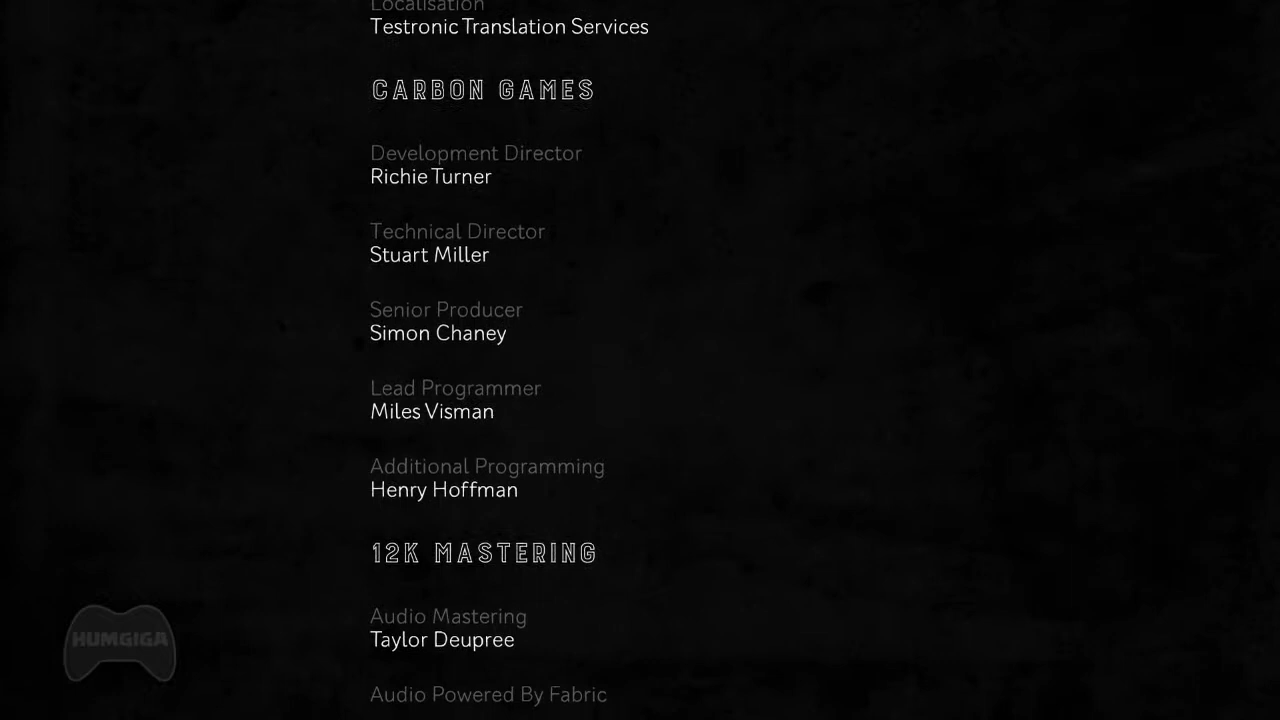 Localisation
Testronic Translation Services
CARBON GAMES
Development Director
Richie Turner
Technical Director
Stuart Miller
Senior Producer
Simon Chaney
Lead Programmer
Miles Visman
Additional Programming
Henry Hoffman
12K MASTERING
Audio Mastering
Taylor Deupree
Audio Powered By Fabric
HUMGIGA